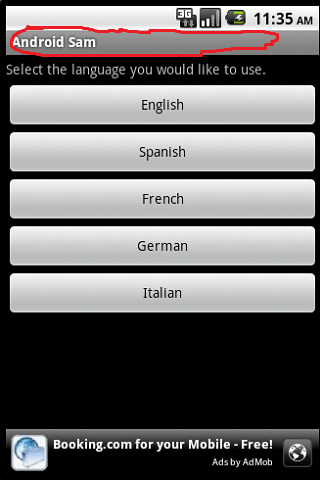 3G 11:35 AM
Android Sam
Select the language you would like to use.
English
Spanish
French
German
Italian
Booking.com for your Mobile - Free!
Ads by AdMob